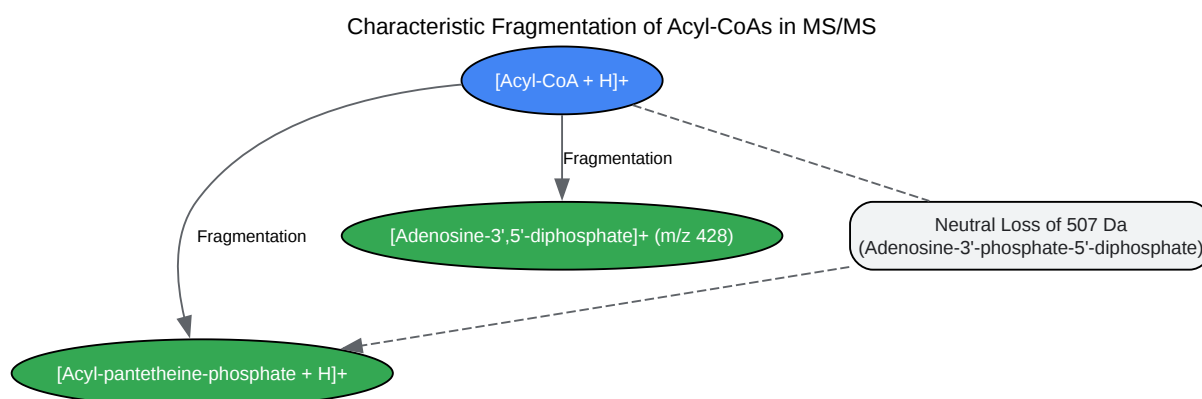 Characteristic Fragmentation of Acyl-CoAs in MS/MS
[Acyl-CoA + H]+
Fragmentation
[Adenosine-3',5'-diphosphate]+ (m/z 428)
Neutral Loss of 507 Da
(Adenosine-3'-phosphate-5'-diphosphate)
Fragmentation
[Acyl-pantetheine-phosphate + H]+